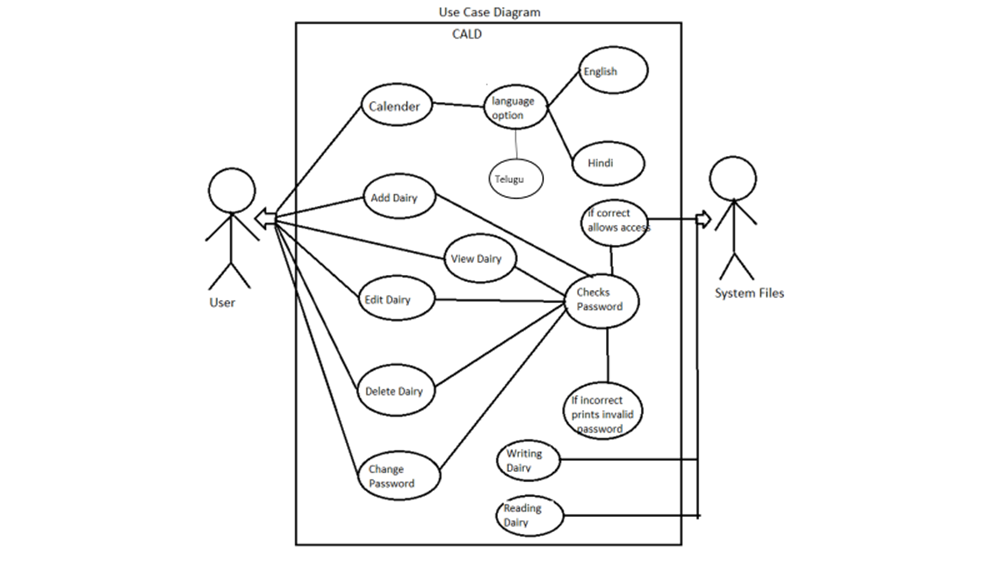 Use Case Diagram
CALD
English
Calender
language
option
Hindi
Telugu
Add Dairy
if correct
allows access
View Dairy
Checks
Password
Edit Dairy
User
System Files
Delete Dairy
If incorrect
prints invalid
password
Writing
Dairy
Change
Password
Reading
Dairy